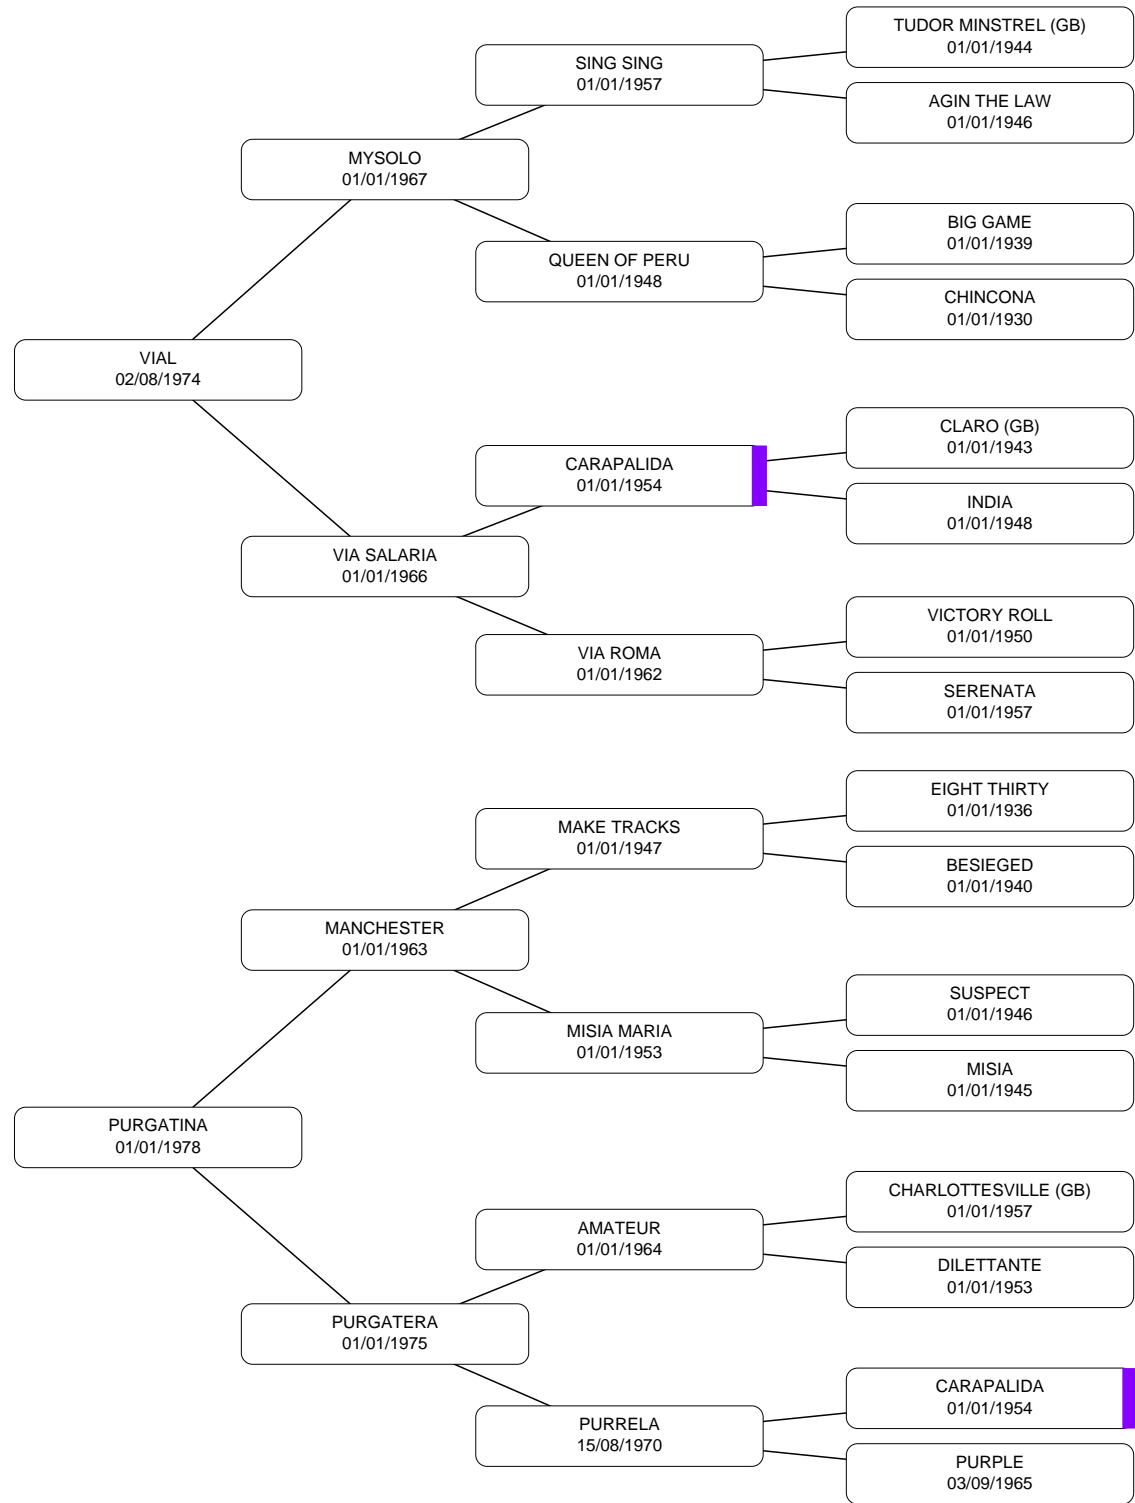 TUDOR MINSTREL (GB)
01/01/1944
SING SING
01/01/1957
AGIN THE LAW
01/01/1946
MYSOLO
01/01/1967
BIG GAME
01/01/1939
QUEEN OF PERU
01/01/1948
CHINCONA
01/01/1930
VIAL
02/08/1974
CLARO (GB)
01/01/1943
CARAPALIDA
01/01/1954
INDIA
01/01/1948
VIA SALARIA
01/01/1966
VICTORY ROLL
01/01/1950
VIA ROMA
01/01/1962
SERENATA
01/01/1957
EIGHT THIRTY
01/01/1936
MAKE TRACKS
01/01/1947
BESIEGED
01/01/1940
MANCHESTER
01/01/1963
SUSPECT
01/01/1946
MISIA MARIA
01/01/1953
MISIA
01/01/1945
PURGATINA
01/01/1978
CHARLOTTESVILLE (GB)
01/01/1957
AMATEUR
01/01/1964
DILETTANTE
01/01/1953
PURGATERA
01/01/1975
CARAPALIDA
01/01/1954
PURRELA
15/08/1970
PURPLE
03/09/1965